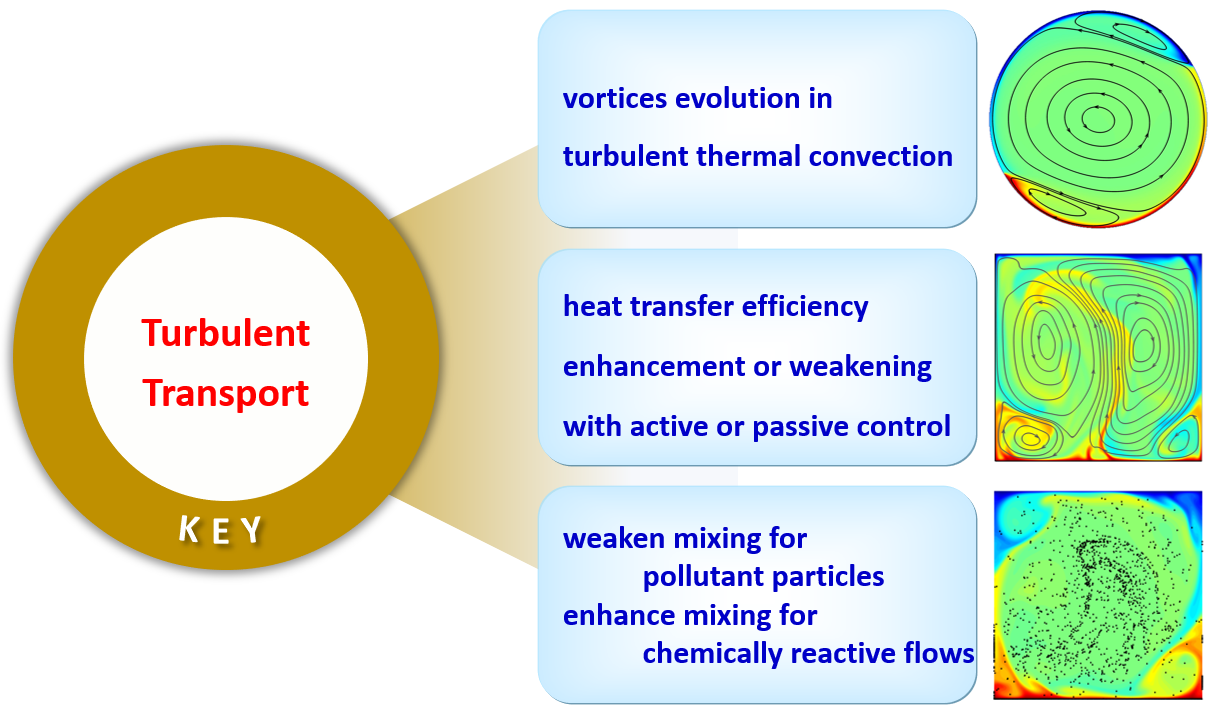 Turbulent
Transport
KEY
vortices evolution in
turbulent thermal convection
heat transfer efficiency
enhancement or weakening
with active or passive control
weaken mixing for
pollutant particles
enhance mixing for
chemically reactive flows